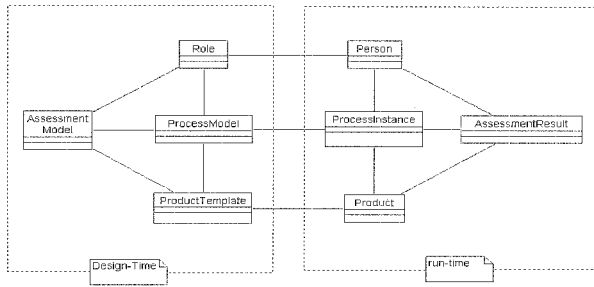 Role
Person
Assessment
Model
ProcessModel
ProcessInstance
AssessmentResult
ProductTemplate
Product
Design-Time
run-time